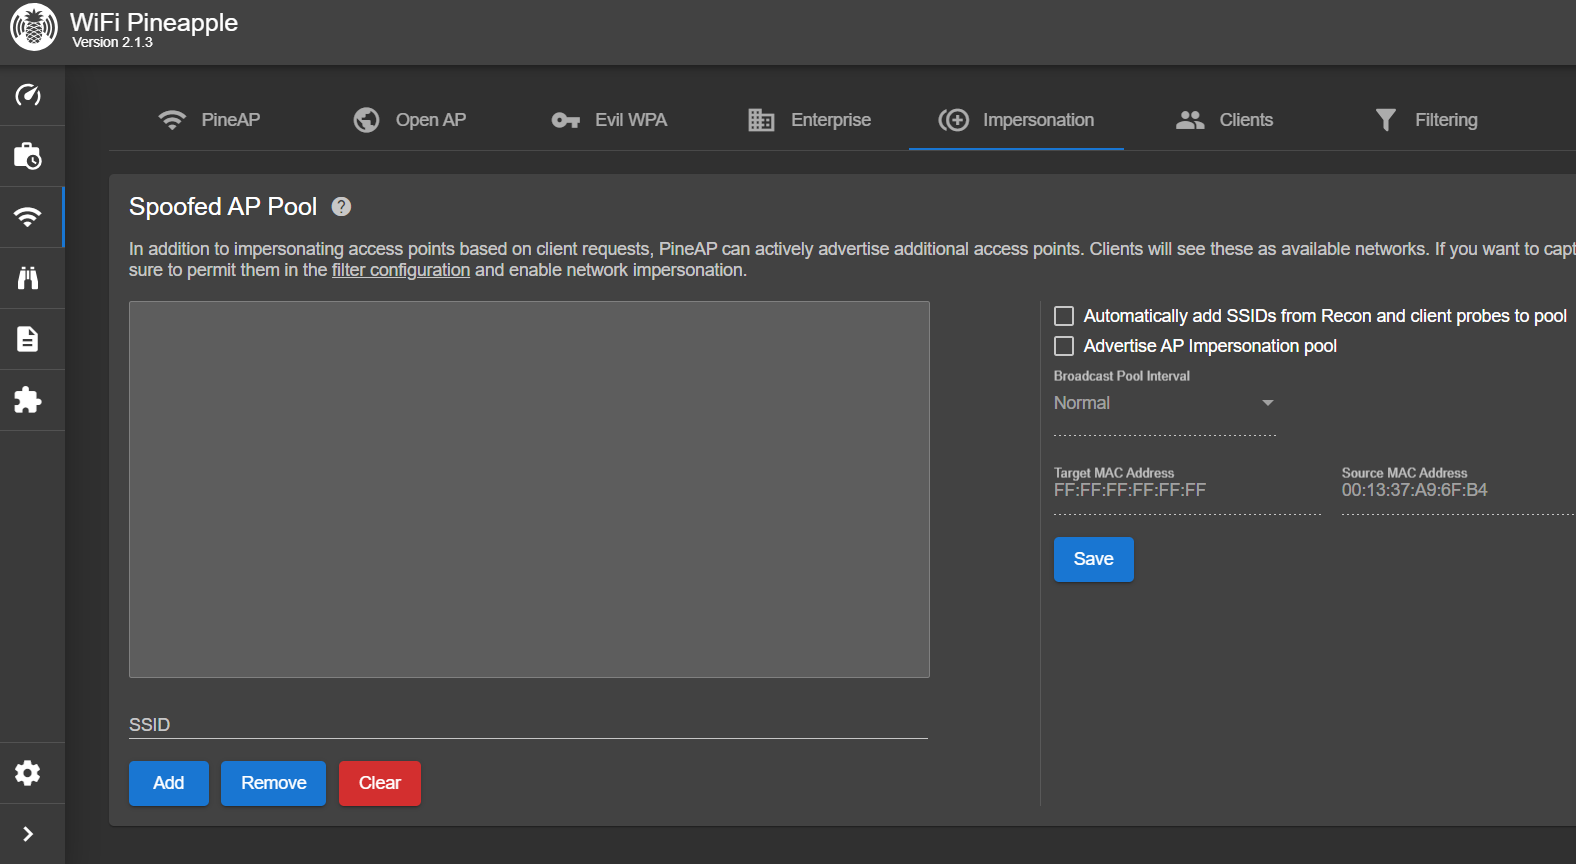 WiFi Pineapple
Version 2.1.3
PineAP
Open AP
Evil WPA
Enterprise
Impersonation
Clients
Filtering
Spoofed AP Pool
In addition to impersonating access points based on client requests, PineAP can actively advertise additional access points. Clients will see these as available networks. If you want to capt
sure to permit them in the filter configuration and enable network impersonation.
Automatically add SSIDs from Recon and client probes to pool
Advertise AP Impersonation pool
Broadcast Pool Interval
Normal
Target MAC Address
FF:FF:FF:FF:FF:FF
Source MAC Address
00:13:37:A9:6F:B4
Save
SSID
Add
Remove
Clear